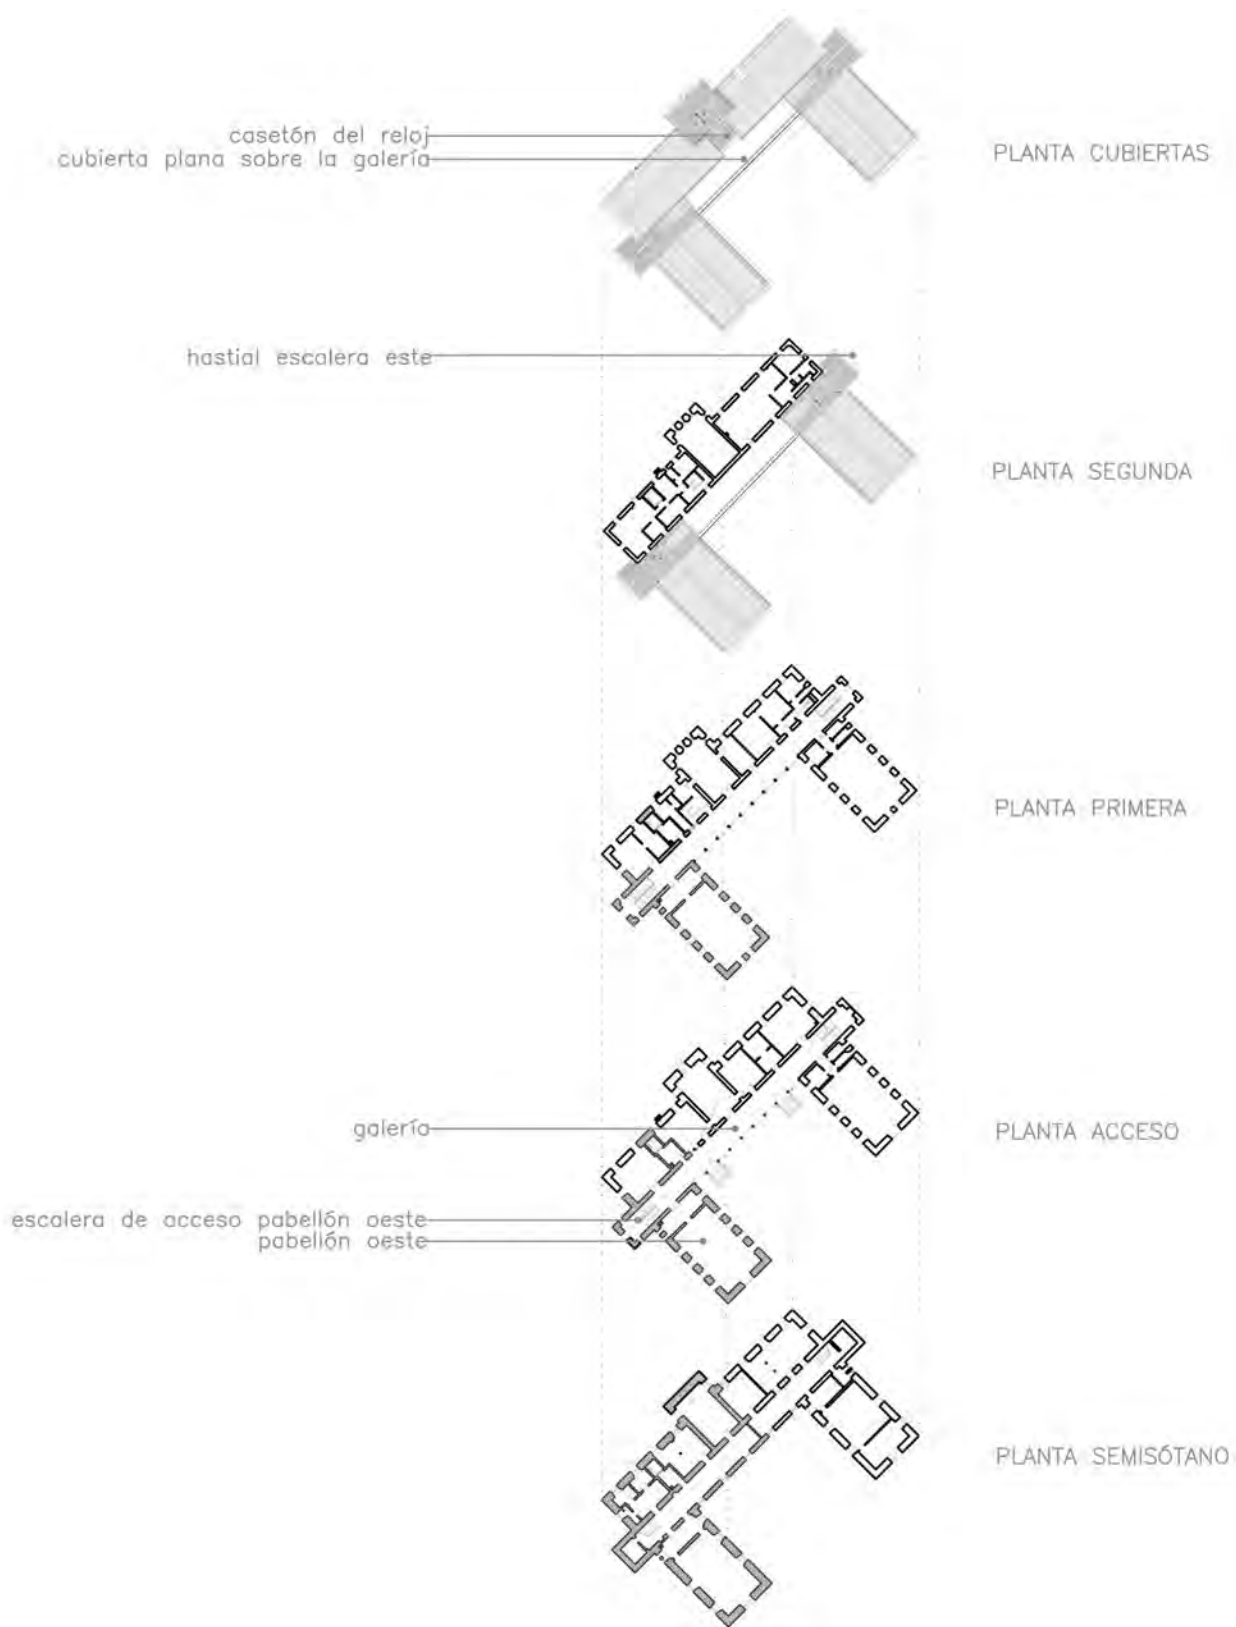 casetón del reloj
cubierta plana sobre la galería
PLANTA CUBIERTAS
hastial escalera este
PLANTA SEGUNDA
PLANTA PRIMERA
galería
PLANTA ACCESO
escalera de acceso pabellón oeste
pabellón oeste
PLANTA SEMISÓTANO